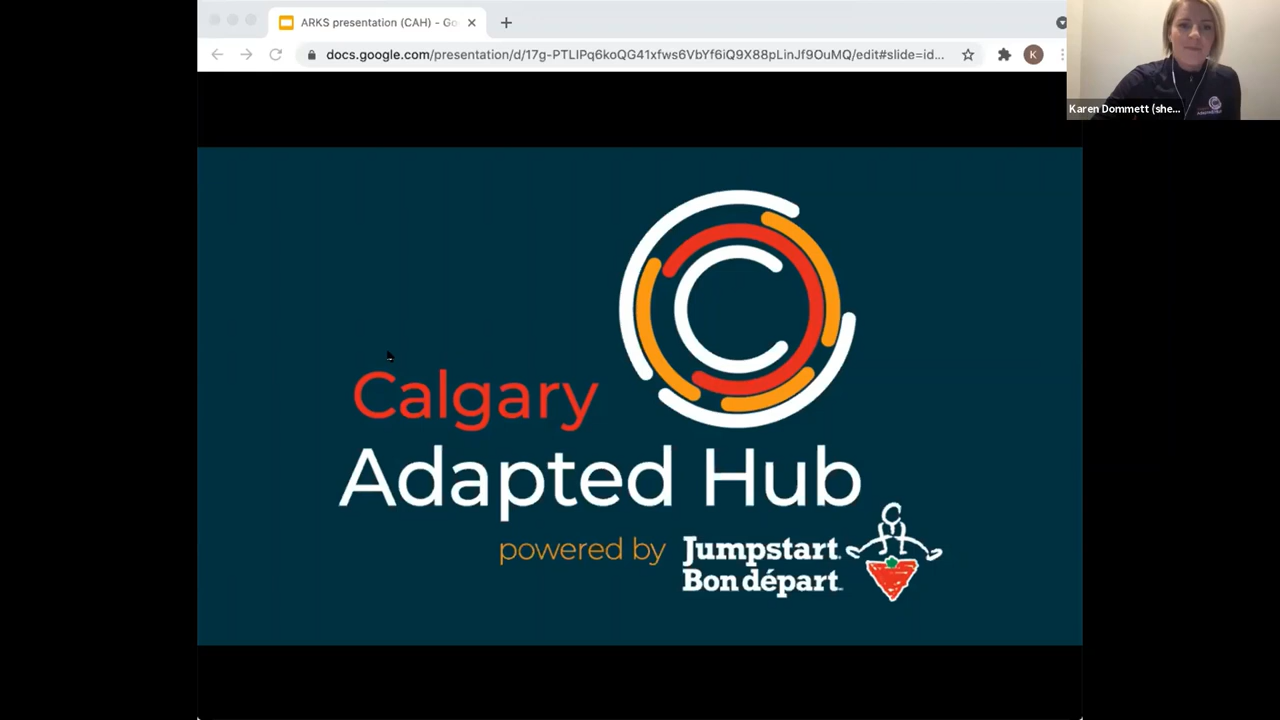 ARKS presentation (CAH) - Go
docs.google.com/presentation/d/17g-PTLIPq6koQG41xfws6VbYf6iQ9X88pLinJf9OuMQ/edit#slide=id...
K
Karen Dommett (she...
Calgary
Adapted Hub
powered by
Jumpstart
Bon départ